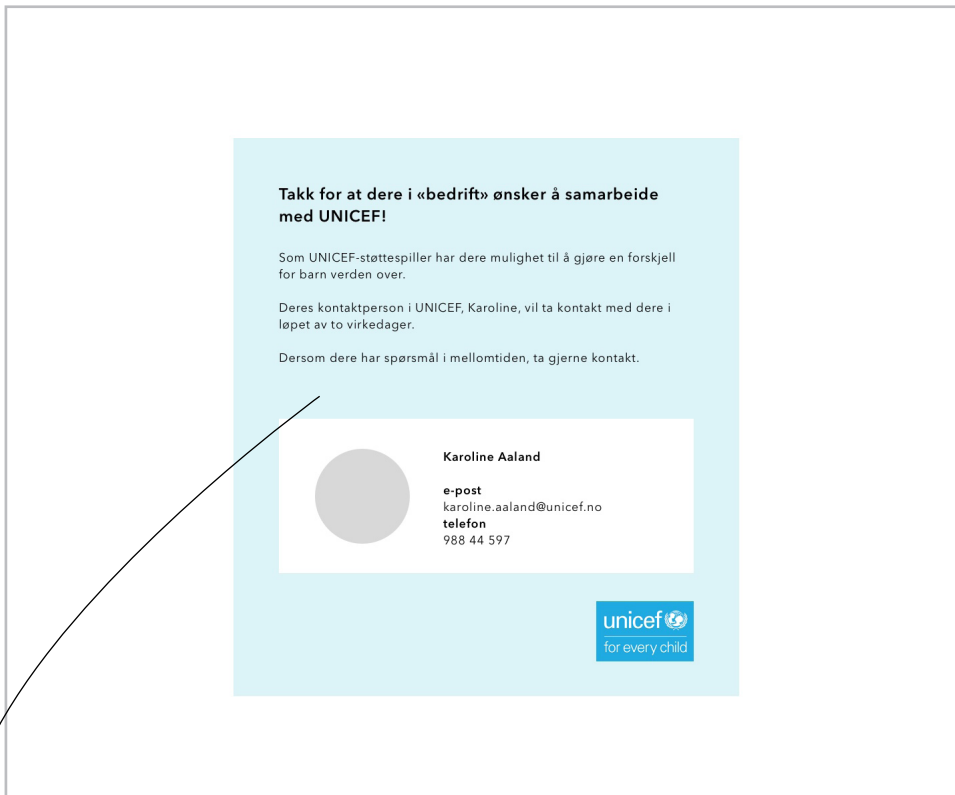 Takk for at dere i «bedrift» ønsker å samarbeide
med UNICEF!
Som UNICEF-støttespiller har dere mulighet til å gjøre en forskjell
for barn verden over.
Deres kontaktperson i UNICEF, Karoline, vil ta kontakt med dere i
løpet av to virkedager.
Dersom dere har spørsmål i mellomtiden, ta gjerne kontakt.
Karoline Aaland
e-post
karoline.aaland@unicef.no
telefon
988 44 597
unicef
for every child